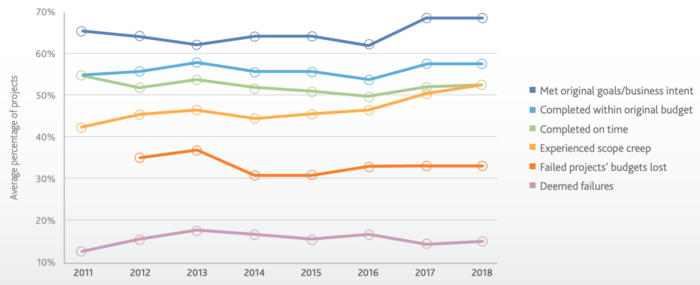 70%
60%
50%
40%
30%
20%
10%
Average percentage of projects
2011 2012 2013 2014 2015 2016 2017 2018
Met original goals/business intent
Completed within original budget
Completed on time
Experienced scope creep
Failed projects' budgets lost
Deemed failures